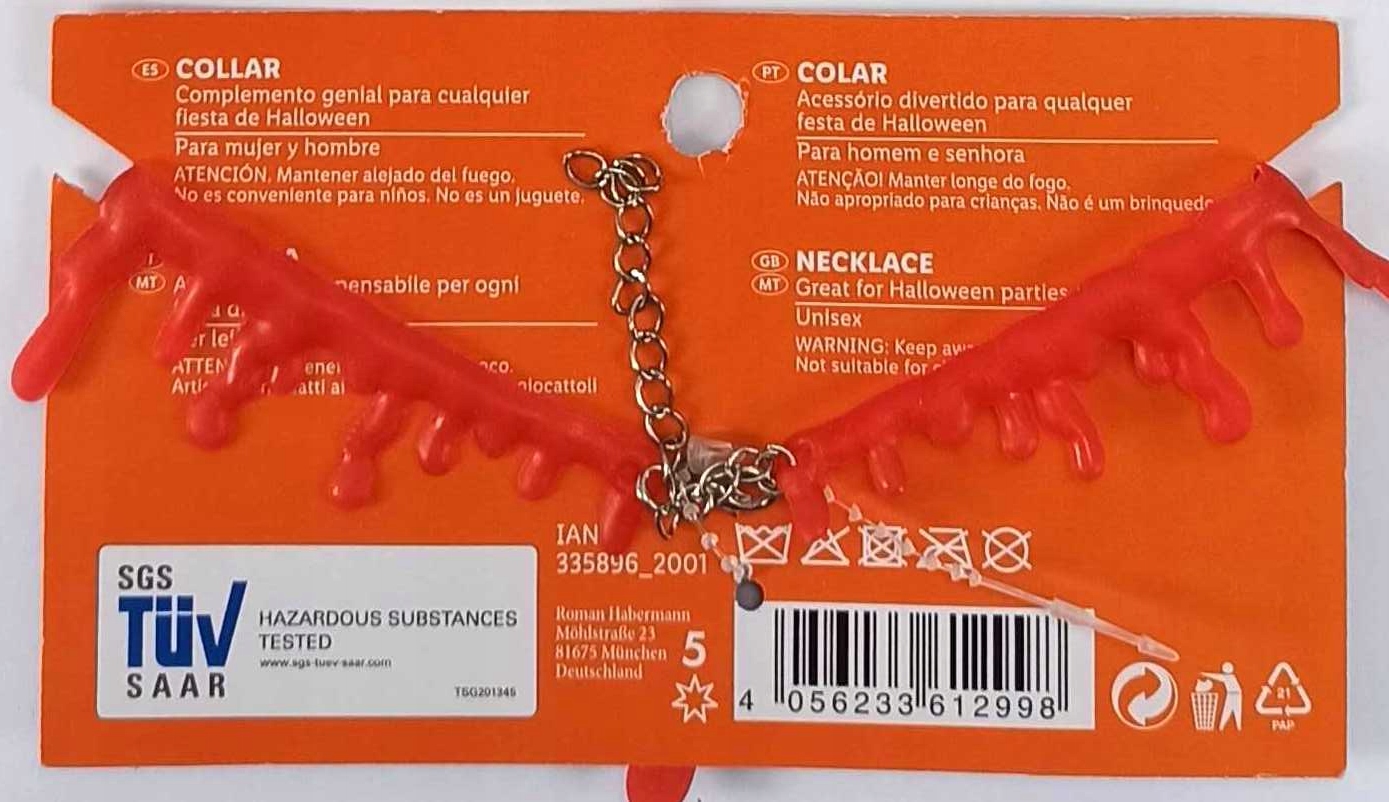 ES COLLAR
Complemento genial para cualquier
fiesta de Halloween
Para mujer y hombre
ATENCIÓN. Mantener alejado del fuego.
No es conveniente para niños. No es un juguete.
MT
per ogni
PT COLAR
Acessório divertido para qualquer
festa de Halloween
Para homem e senhora
ATENÇÃO! Manter longe do fogo.
Não apropriado para crianças. Não é um brinquedo
GB NECKLACE
MT Great for Halloween parties
Unisex
WARNING: Keep
Not suitable for
IAN
335896_2001
SGS
TÜV
SAAR
HAZARDOUS SUBSTANCES
TESTED
www.sgs-tuev-saar.com
TSG201345
Roman Habermann
Möhlstraße 23
81675 München
Deutschland
5
4 056233 612998
21
PAP